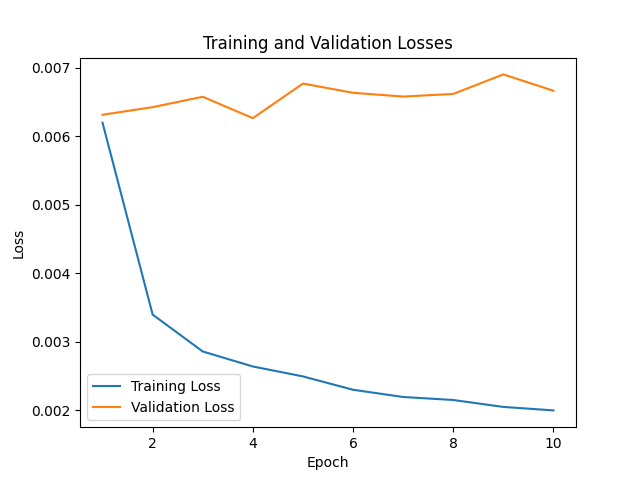 Training and Validation Losses
0.007
0.006
0.005
0.004
0.003
0.002
Loss
Training Loss
Validation Loss
2
4
6
8
10
Epoch